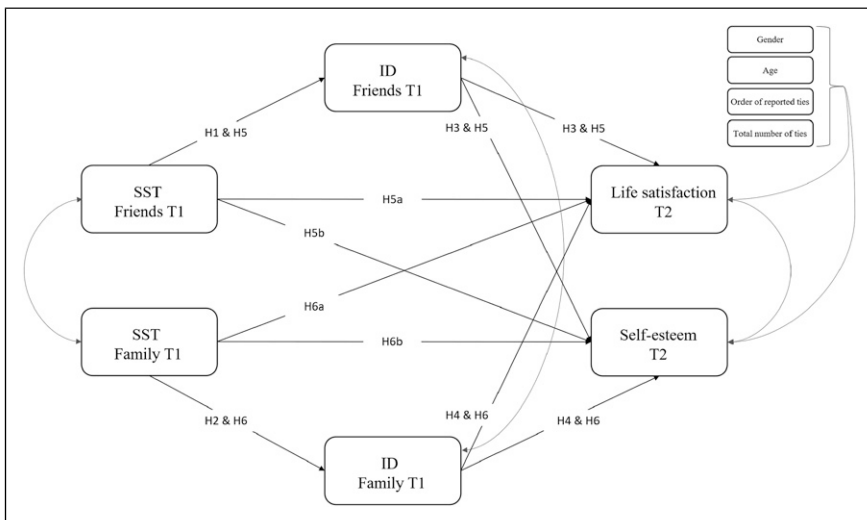 ID
Friends T1
Gender
Age
Order of reported ties
Total number of ties
H1 & H5
H3 & H5
H3 & H5
SST
Friends T1
H5a
Life satisfaction
T2
H5b
H6a
SST
Family T1
H6b
Self-esteem
T2
H2 & H6
H4 & H6
H4 & H6
ID
Family T1